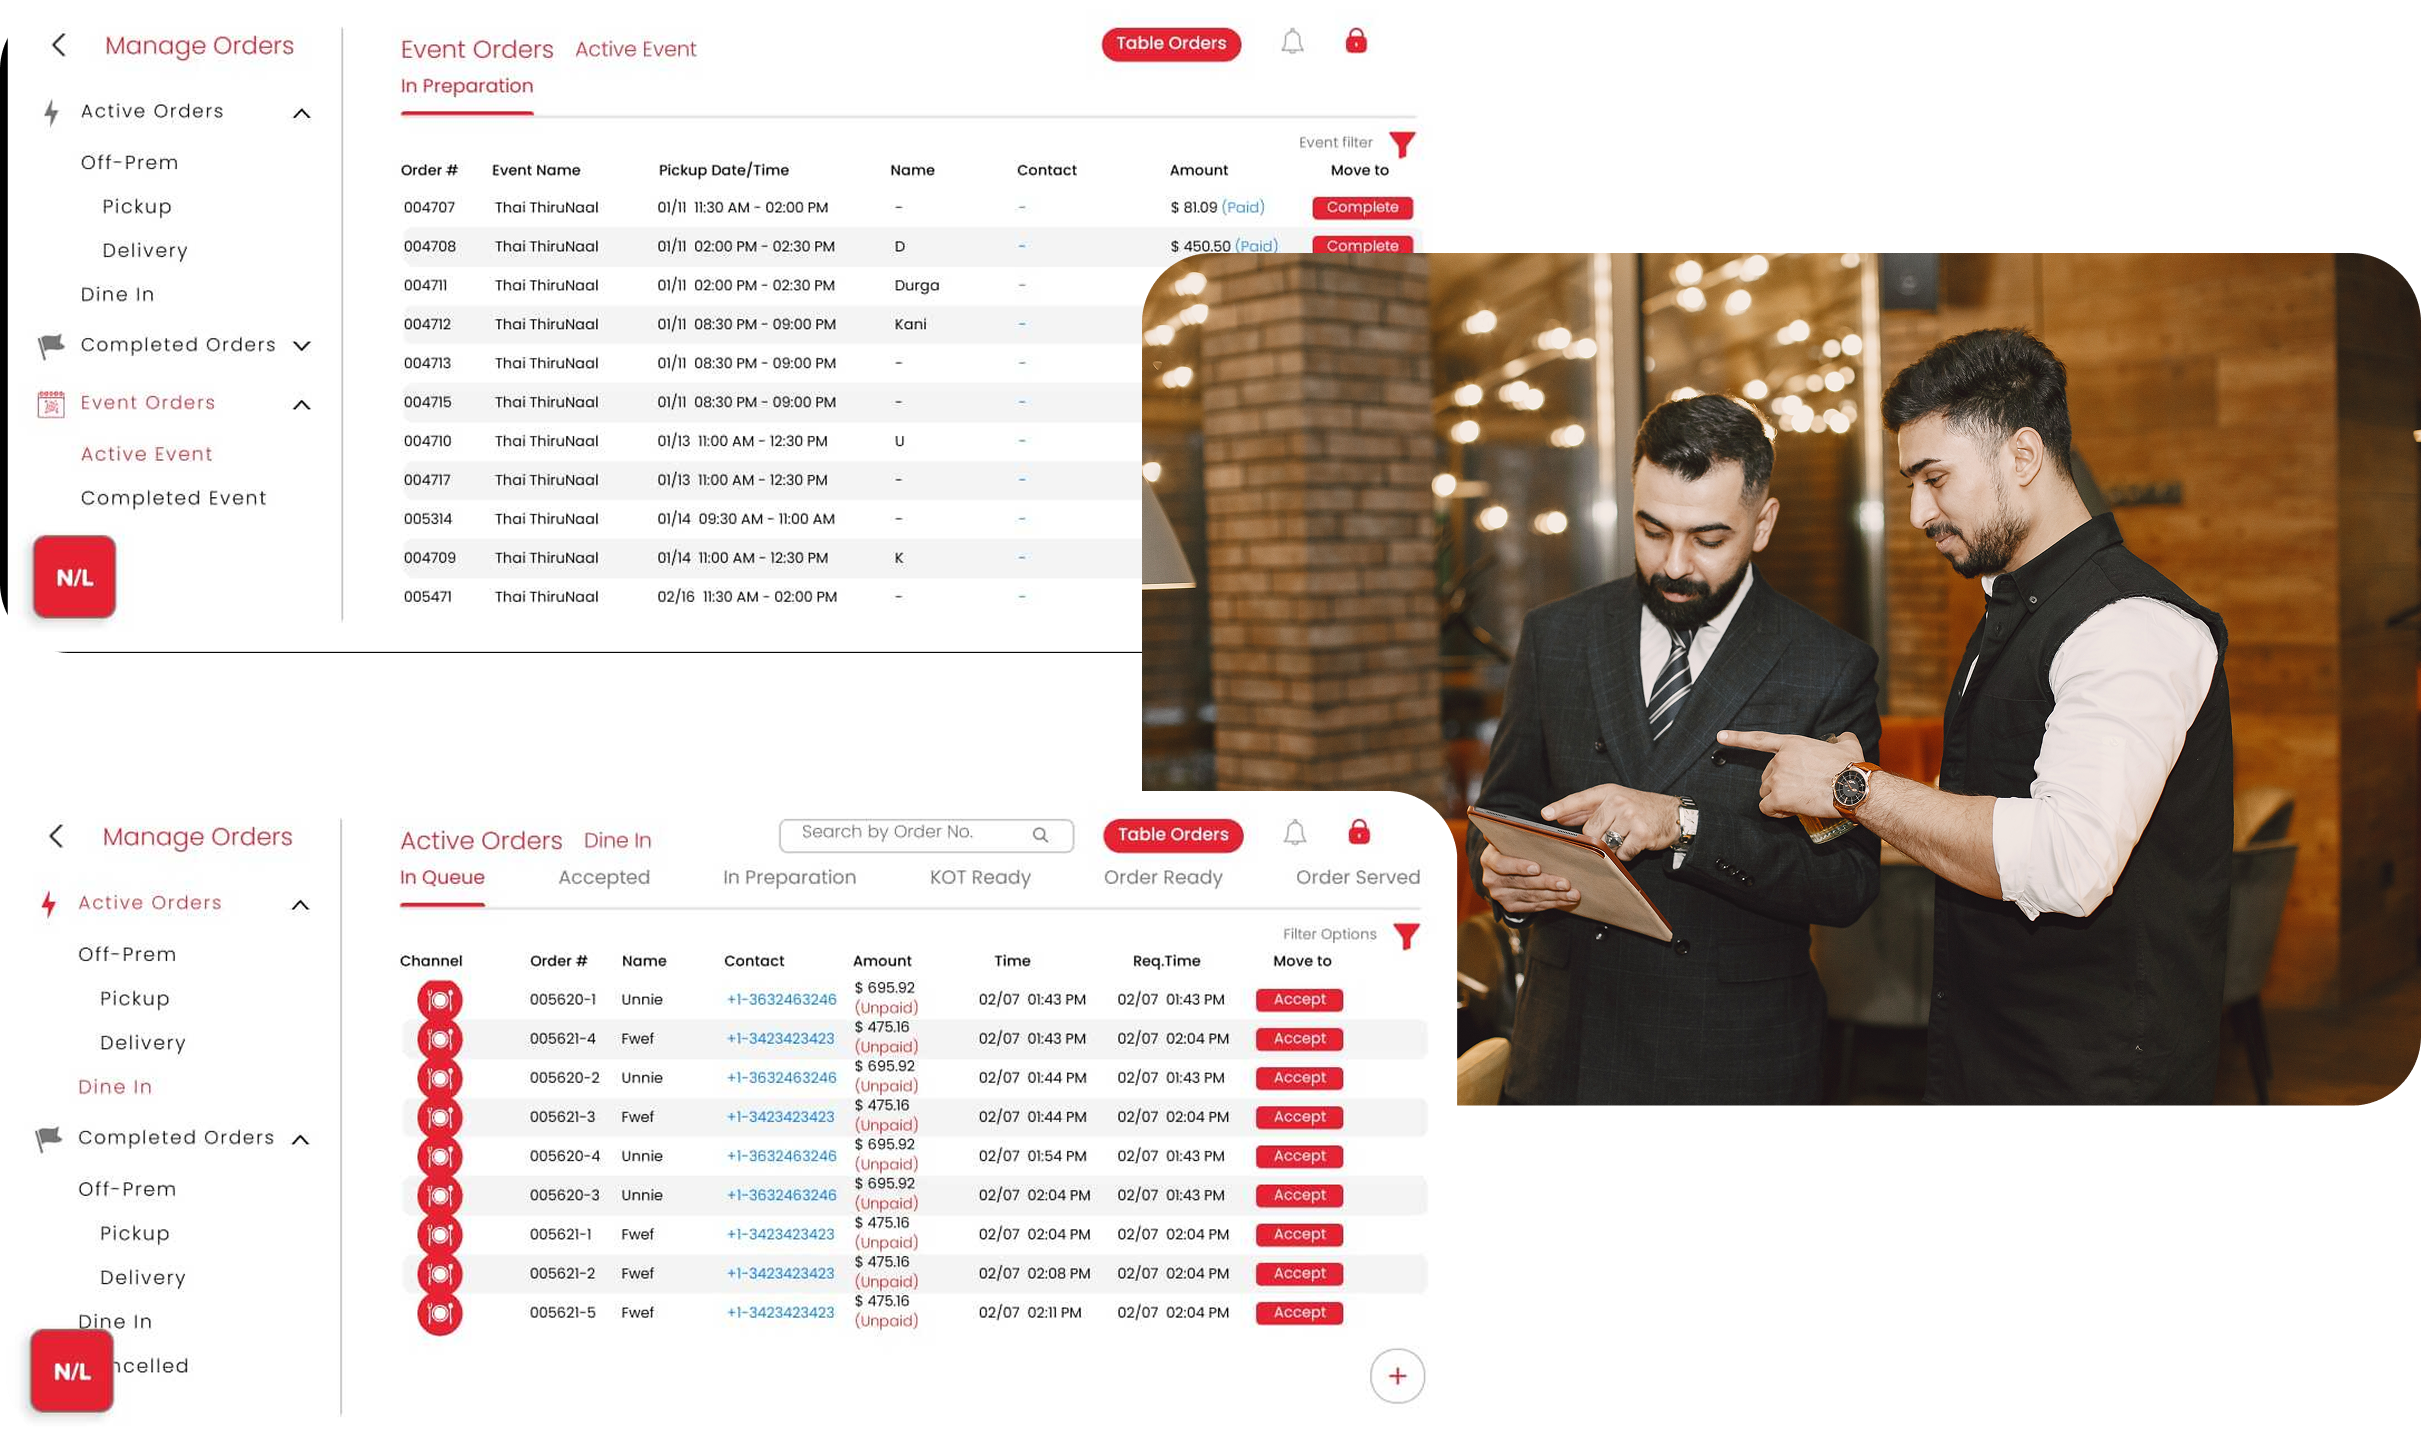 Manage Orders
Active Orders
Off-Prem
Pickup
Delivery
Dine In
Completed Orders
Event Orders
Active Event
Completed Event
N/L
Event Orders Active Event
Table Orders
In Preparation
Event filter
Order # Event Name Pickup Date/Time Name Contact Amount Move to
004707 Thai ThiruNaal 01/11 11:30 AM - 02:00 PM - - $ 81.09 (Paid) Complete
004708 Thai ThiruNaal 01/11 02:00 PM - 02:30 PM D - $ 450.50 (Paid) Complete
004711 Thai ThiruNaal 01/11 02:00 PM - 02:30 PM Durga -
004712 Thai ThiruNaal 01/11 08:30 PM - 09:00 PM Kani -
004713 Thai ThiruNaal 01/11 08:30 PM - 09:00 PM - -
004715 Thai ThiruNaal 01/11 08:30 PM - 09:00 PM - -
004710 Thai ThiruNaal 01/13 11:00 AM - 12:30 PM U -
004717 Thai ThiruNaal 01/13 11:00 AM - 12:30 PM - -
005314 Thai ThiruNaal 01/14 09:30 AM - 11:00 AM - -
004709 Thai ThiruNaal 01/14 11:00 AM - 12:30 PM K -
005471 Thai ThiruNaal 02/16 11:30 AM - 02:00 PM - -
Manage Orders
Active Orders
Off-Prem
Pickup
Delivery
Dine In
Completed Orders
Off-Prem
Pickup
Delivery
Dine In
ncelled
N/L
Active Orders Dine In
Search by Order No.
Table Orders
In Queue Accepted In Preparation KOT Ready Order Ready Order Served
Filter Options
Channel Order # Name Contact Amount Time Req.Time Move to
005620-1 Unnie +1-3632463246 $ 695.92 (Unpaid) 02/07 01:43 PM 02/07 01:43 PM Accept
005621-4 Fwef +1-3423423423 $ 475.16 (Unpaid) 02/07 01:43 PM 02/07 02:04 PM Accept
005620-2 Unnie +1-3632463246 $ 695.92 (Unpaid) 02/07 01:44 PM 02/07 01:43 PM Accept
005621-3 Fwef +1-3423423423 $ 475.16 (Unpaid) 02/07 01:44 PM 02/07 02:04 PM Accept
005620-4 Unnie +1-3632463246 $ 695.92 (Unpaid) 02/07 01:54 PM 02/07 01:43 PM Accept
005620-3 Unnie +1-3632463246 $ 695.92 (Unpaid) 02/07 02:04 PM 02/07 01:43 PM Accept
005621-1 Fwef +1-3423423423 $ 475.16 (Unpaid) 02/07 02:04 PM 02/07 02:04 PM Accept
005621-2 Fwef +1-3423423423 $ 475.16 (Unpaid) 02/07 02:08 PM 02/07 02:04 PM Accept
005621-5 Fwef +1-3423423423 $ 475.16 (Unpaid) 02/07 02:11 PM 02/07 02:04 PM Accept
+